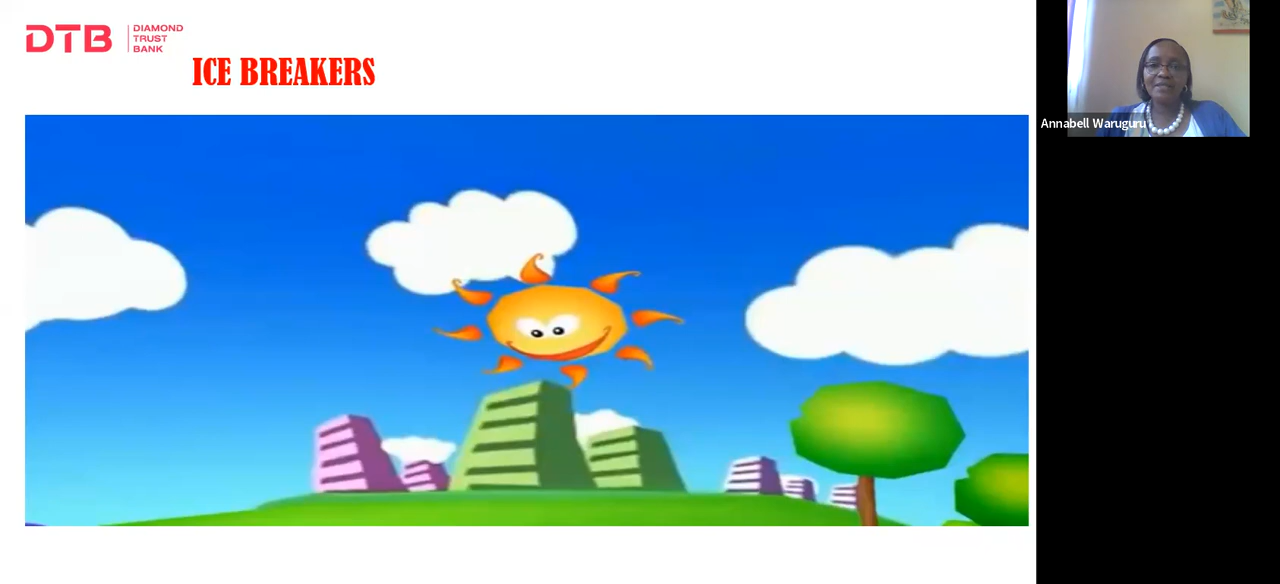 DTB
DIAMOND
TRUST
BANK
ICE BREAKERS
Annabell Waruguru